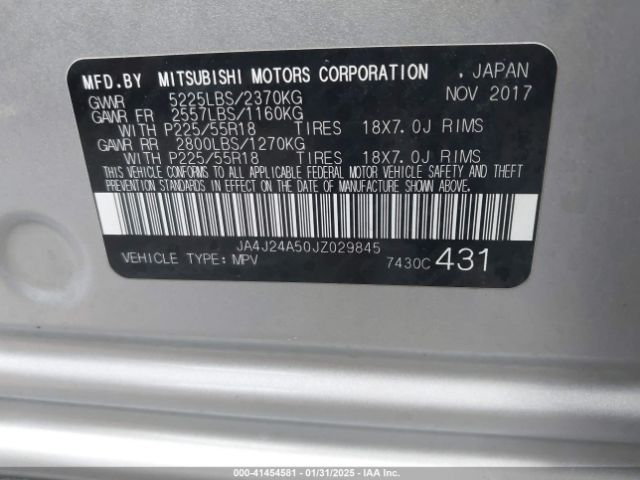 MFD.BY MITSUBISHI MOTORS CORPORATION . JAPAN
GVWR 5225LBS/2370KG NOV 2017
GAWR FR 2557LBS/1160KG
WITH P225/55R18 TIRES 18X7.0J RIMS
GAWR RR 2800LBS/1270KG
WITH P225/55R18 TIRES 18X7.0J RIMS
THIS VEHICLE CONFORMS TO ALL APPLICABLE FEDERAL MOTOR VEHICLE SAFETY AND THEFT
PREVENTION STANDARDS IN EFFECT ON THE DATE OF MANUFACTURE SHOWN ABOVE.
JA4J24A50JZ029845
VEHICLE TYPE: MPV 7430C 431
000-41454581 - 01/31/2025 - IAA Inc.